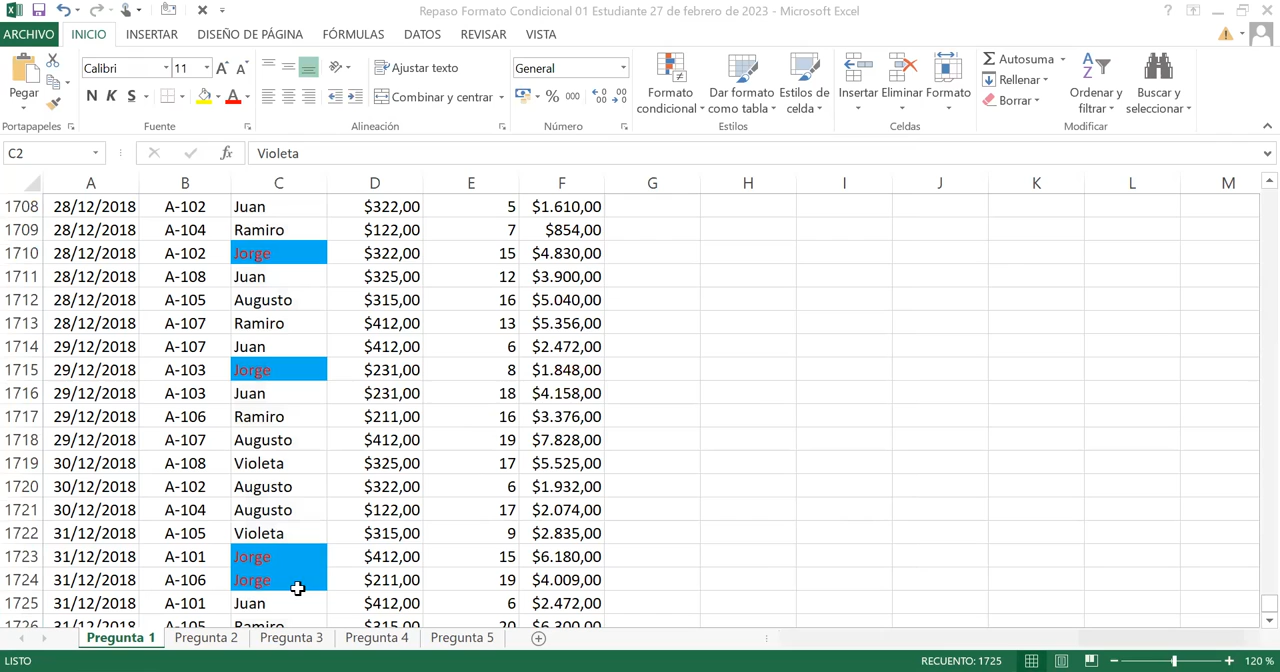 Repaso Formato Condicional 01 Estudiante 27 de febrero de 2023 - Microsoft Excel
ARCHIVO INICIO INSERTAR DISEÑO DE PÁGINA FÓRMULAS DATOS REVISAR VISTA
Pegar
Calibri 11
N K S
Ajustar texto
Combinar y centrar
General
% 000
Formato condicional
Dar formato como tabla
Estilos de celda
Insertar Eliminar Formato
Autosuma
Rellenar
Borrar
Ordenar y filtrar
Buscar y seleccionar
Portapapeles Fuente Alineación Número Estilos Celdas Modificar
C2 fx Violeta
A B C D E F G H I J K L M
1708 28/12/2018 A-102 Juan $322,00 5 $1.610,00
1709 28/12/2018 A-104 Ramiro $122,00 7 $854,00
1710 28/12/2018 A-102 Jorge $322,00 15 $4.830,00
1711 28/12/2018 A-108 Juan $325,00 12 $3.900,00
1712 28/12/2018 A-105 Augusto $315,00 16 $5.040,00
1713 28/12/2018 A-107 Ramiro $412,00 13 $5.356,00
1714 29/12/2018 A-107 Juan $412,00 6 $2.472,00
1715 29/12/2018 A-103 Jorge $231,00 8 $1.848,00
1716 29/12/2018 A-103 Juan $231,00 18 $4.158,00
1717 29/12/2018 A-106 Ramiro $211,00 16 $3.376,00
1718 29/12/2018 A-107 Augusto $412,00 19 $7.828,00
1719 30/12/2018 A-108 Violeta $325,00 17 $5.525,00
1720 30/12/2018 A-102 Augusto $322,00 6 $1.932,00
1721 30/12/2018 A-104 Augusto $122,00 17 $2.074,00
1722 31/12/2018 A-105 Violeta $315,00 9 $2.835,00
1723 31/12/2018 A-101 Jorge $412,00 15 $6.180,00
1724 31/12/2018 A-106 Jorge $211,00 19 $4.009,00
1725 31/12/2018 A-101 Juan $412,00 6 $2.472,00
1726 31/12/2018 A-105 Ramiro $315,00 20 $6.300,00
Pregunta 1 Pregunta 2 Pregunta 3 Pregunta 4 Pregunta 5
LISTO RECUENTO: 1725 120 %